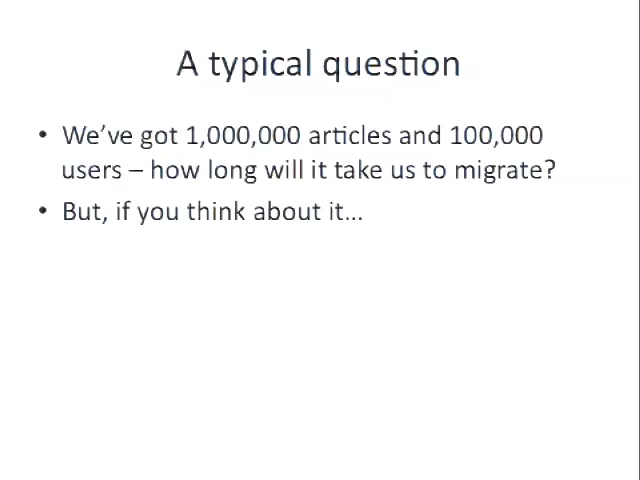 A typical question
• We’ve got 1,000,000 articles and 100,000
users – how long will it take us to migrate?
• But, if you think about it…